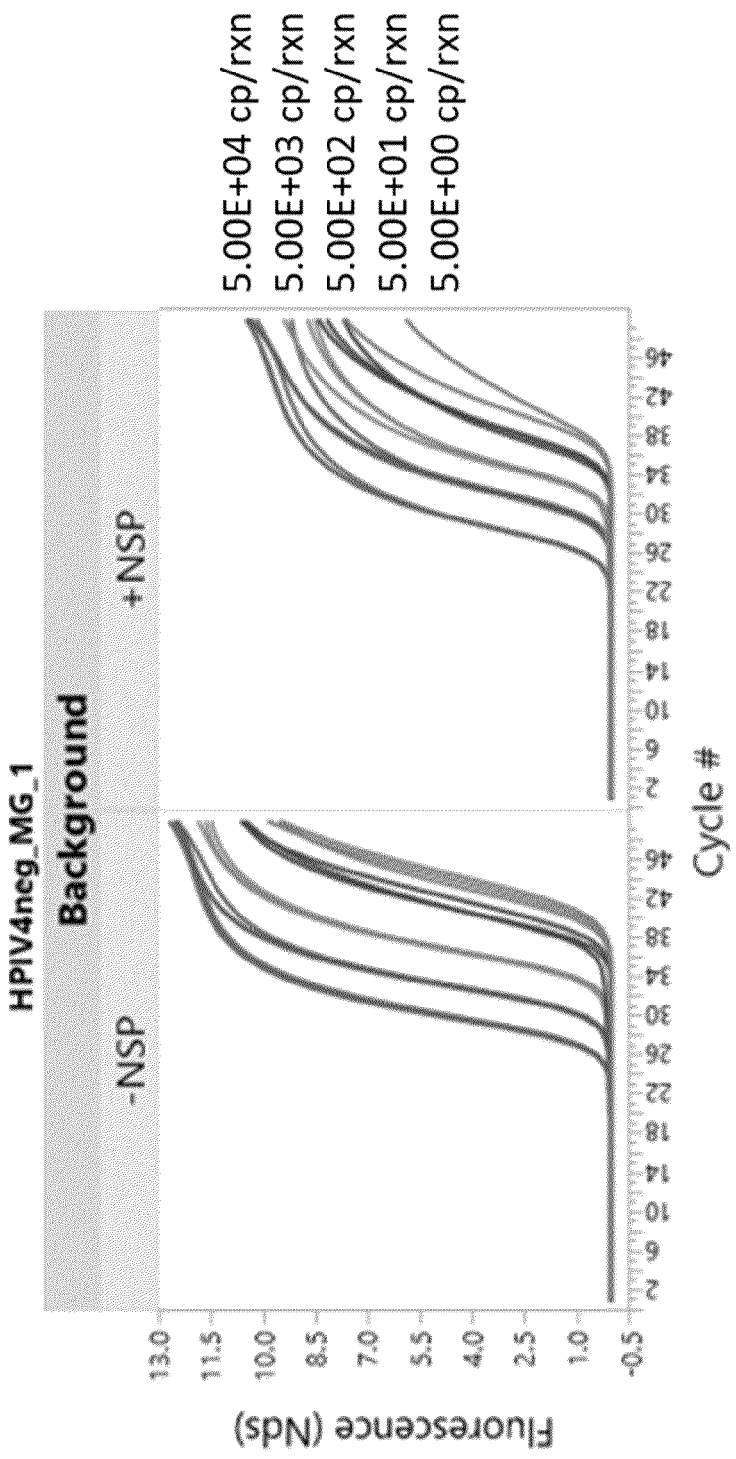 HPIV4neg_MG_1
Background
-NSP
+NSP
Fluorescence (Nds)
13.0
11.5
10.0
8.5
7.0
5.5
4.0
2.5
1.0
-0.5
2 6 10 14 18 22 26 30 34 38 42 46
2 6 10 14 18 22 26 30 34 38 42 46
Cycle #
5.00E+04 cp/rxn
5.00E+03 cp/rxn
5.00E+02 cp/rxn
5.00E+01 cp/rxn
5.00E+00 cp/rxn